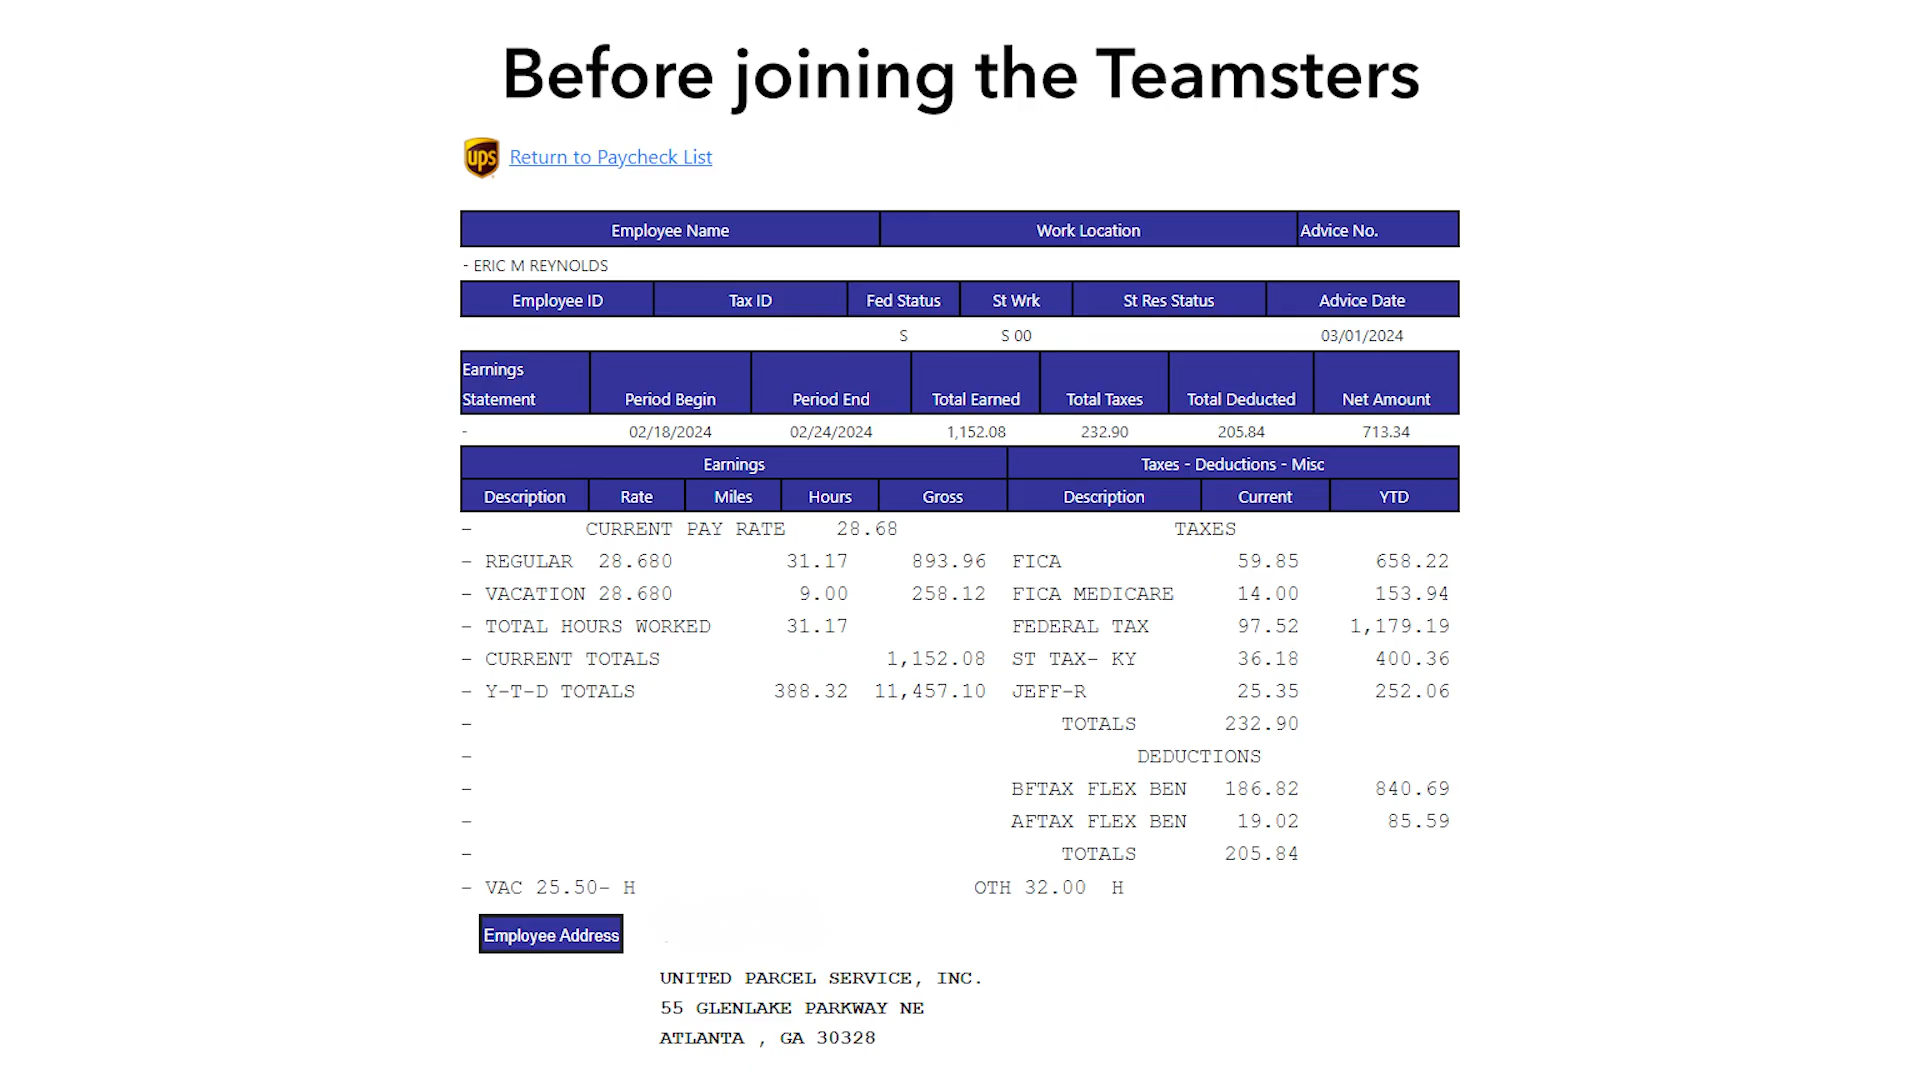 Before joining the Teamsters
ups Return to Paycheck List
Employee Name Work Location Advice No.
- ERIC M REYNOLDS
Employee ID Tax ID Fed Status St Wrk St Res Status Advice Date
S S 00 03/01/2024
Earnings
Statement Period Begin Period End Total Earned Total Taxes Total Deducted Net Amount
- 02/18/2024 02/24/2024 1,152.08 232.90 205.84 713.34
Earnings Taxes - Deductions - Misc
Description Rate Miles Hours Gross Description Current YTD
- CURRENT PAY RATE 28.68 TAXES
- REGULAR 28.680 31.17 893.96 FICA 59.85 658.22
- VACATION 28.680 9.00 258.12 FICA MEDICARE 14.00 153.94
- TOTAL HOURS WORKED 31.17 FEDERAL TAX 97.52 1,179.19
- CURRENT TOTALS 1,152.08 ST TAX- KY 36.18 400.36
- Y-T-D TOTALS 388.32 11,457.10 JEFF-R 25.35 252.06
- TOTALS 232.90
- DEDUCTIONS
- BFTAX FLEX BEN 186.82 840.69
- AFTAX FLEX BEN 19.02 85.59
- TOTALS 205.84
- VAC 25.50- H OTH 32.00 H
Employee Address
UNITED PARCEL SERVICE, INC.
55 GLENLAKE PARKWAY NE
ATLANTA , GA 30328